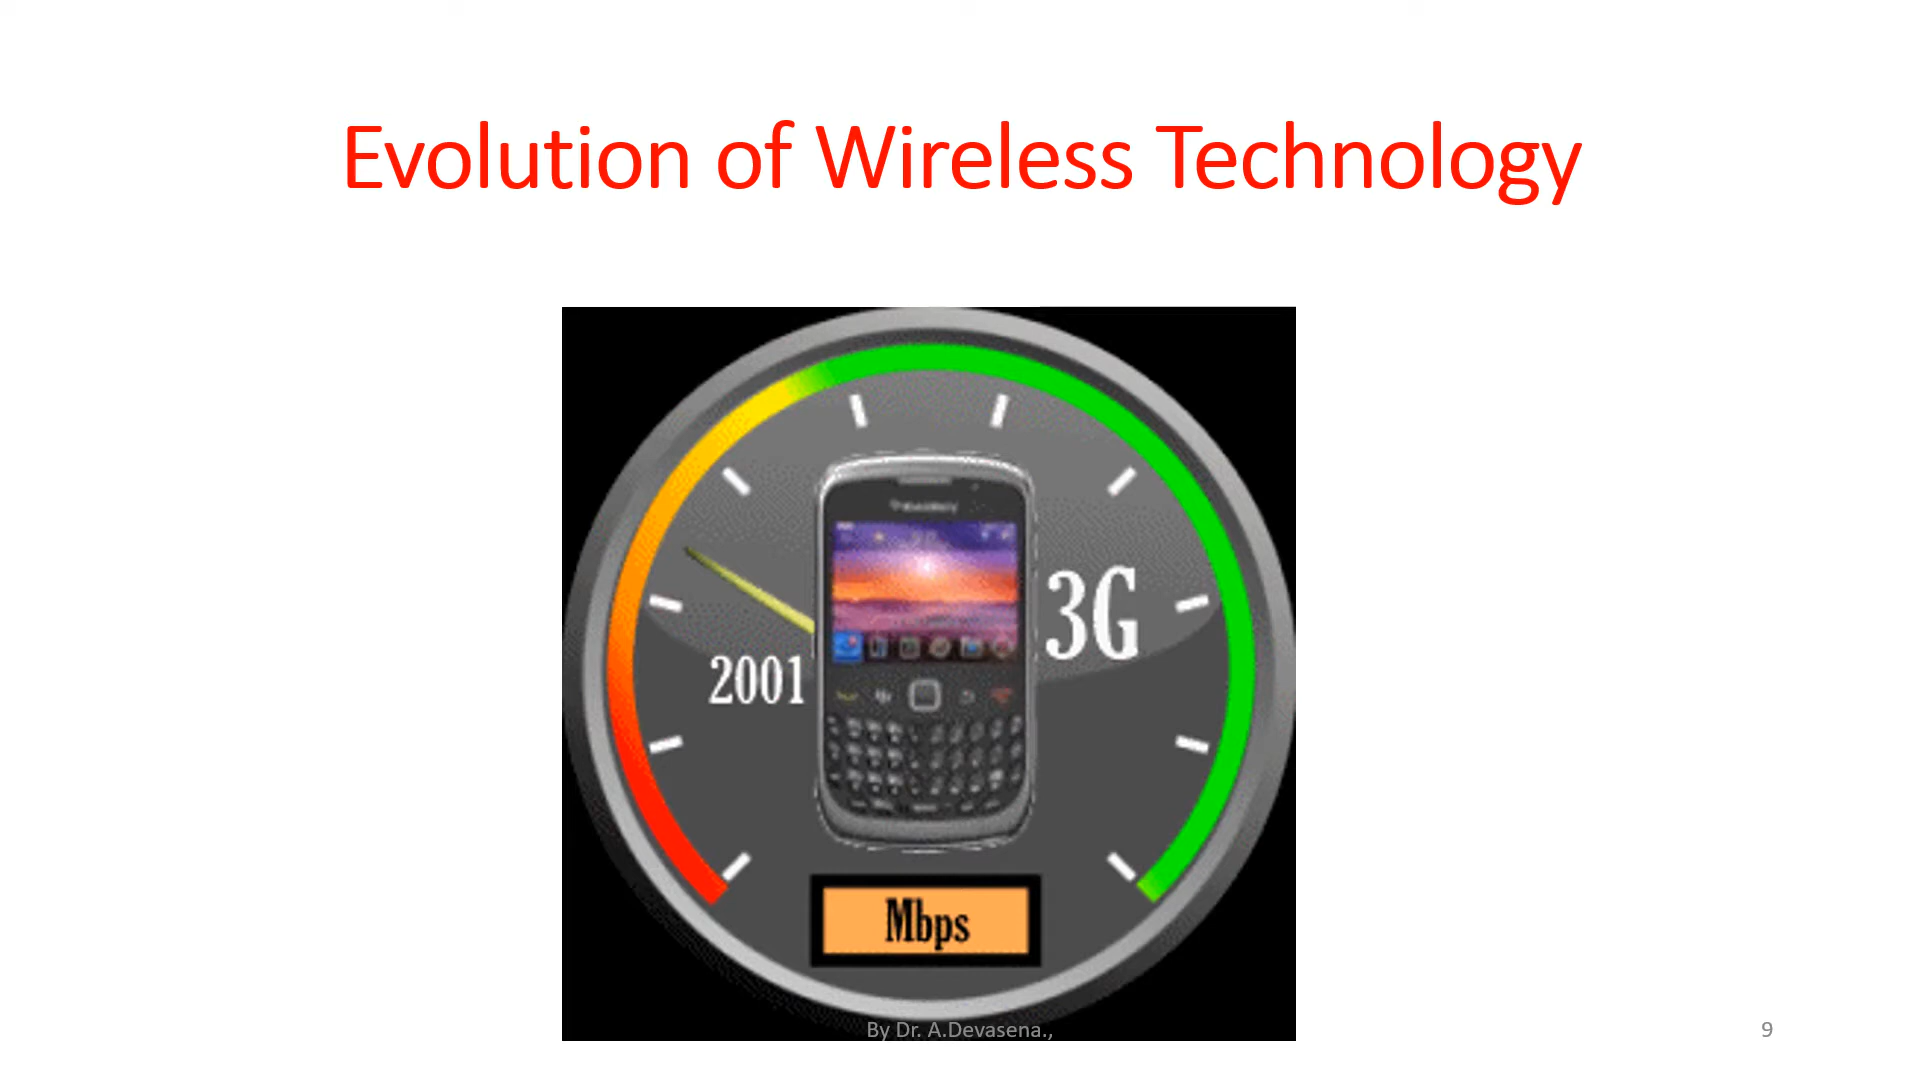 Evolution of Wireless Technology
3G
2001
Mbps
By Dr. A.Devasena.,
9